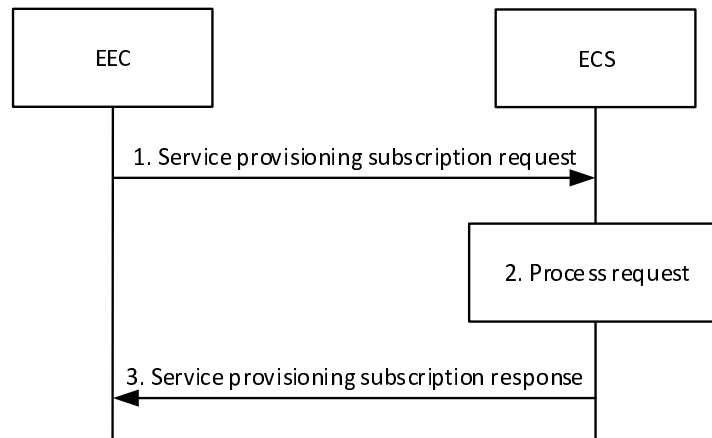 EEC
ECS
1. Service provisioning subscription request
2. Process request
3. Service provisioning subscription response